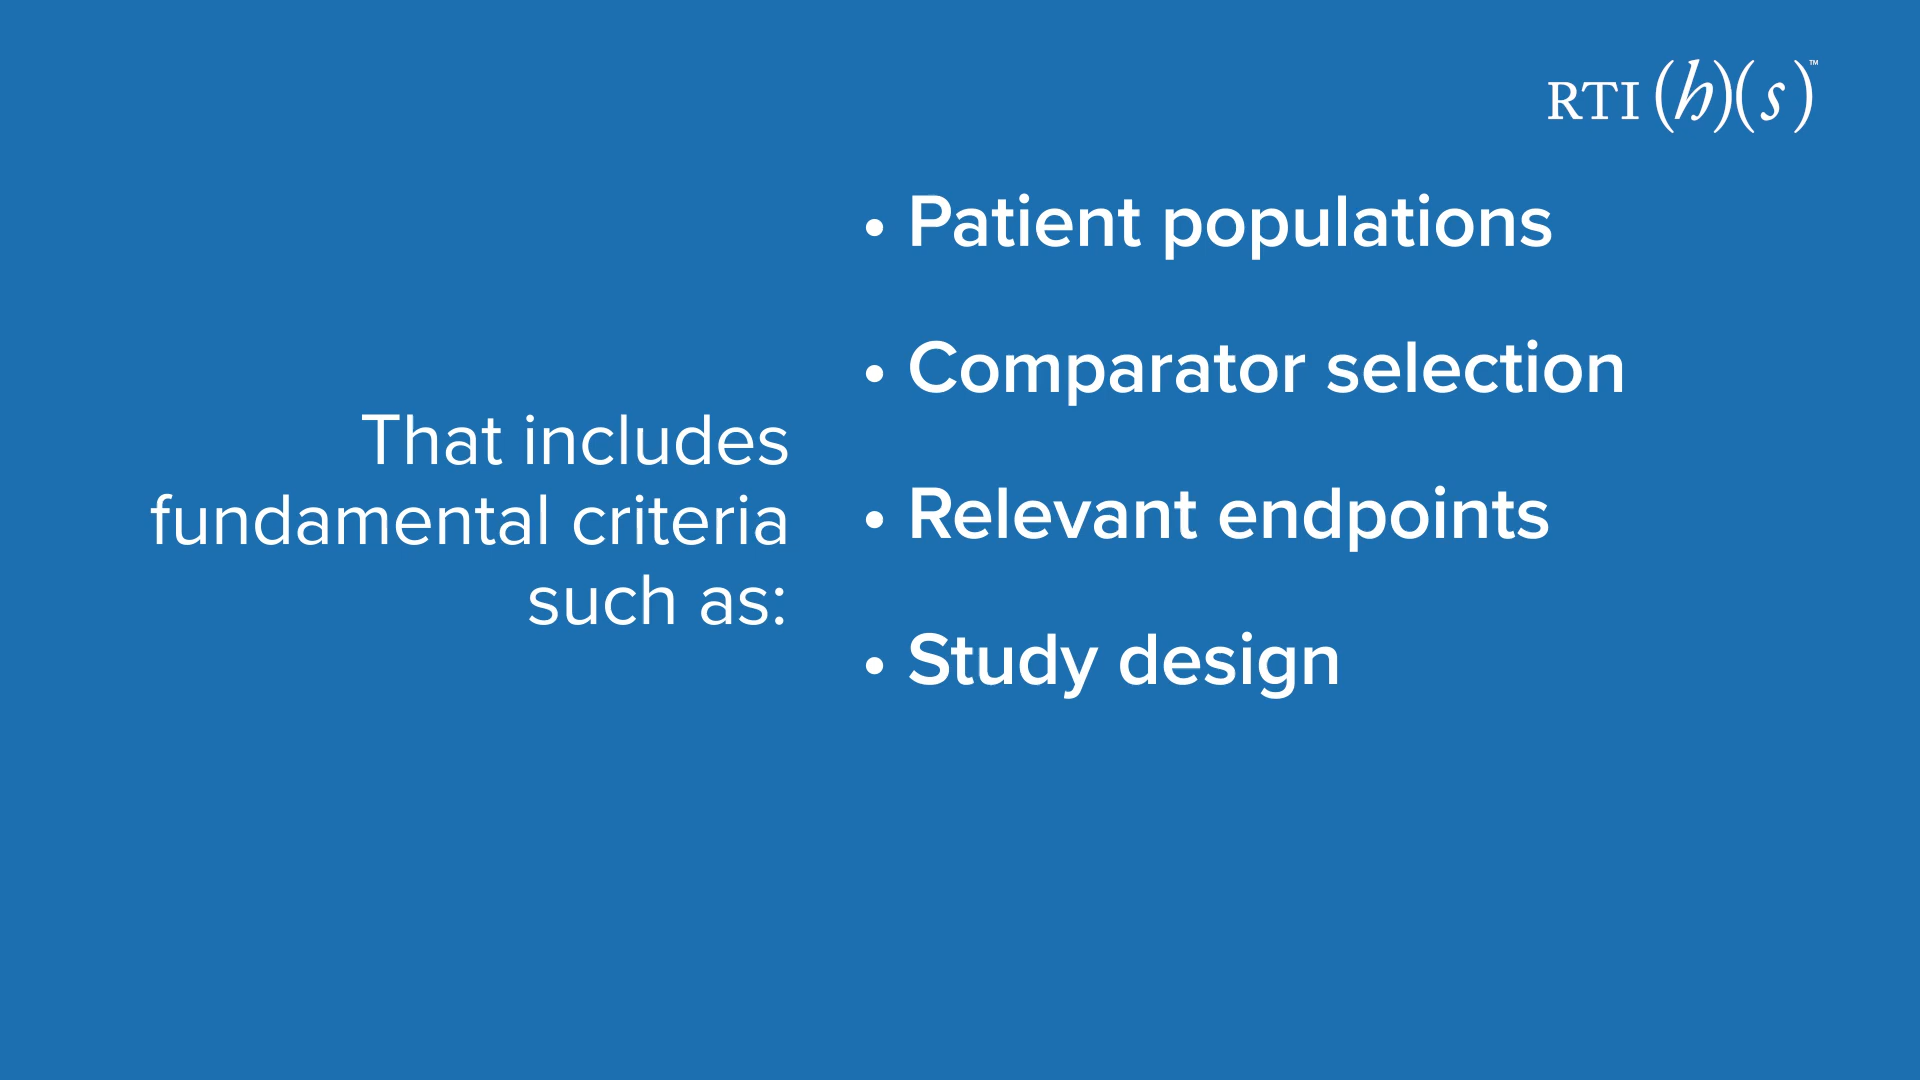 RTI (h)(s)™
That includes
fundamental criteria
such as:
• Patient populations
• Comparator selection
• Relevant endpoints
• Study design